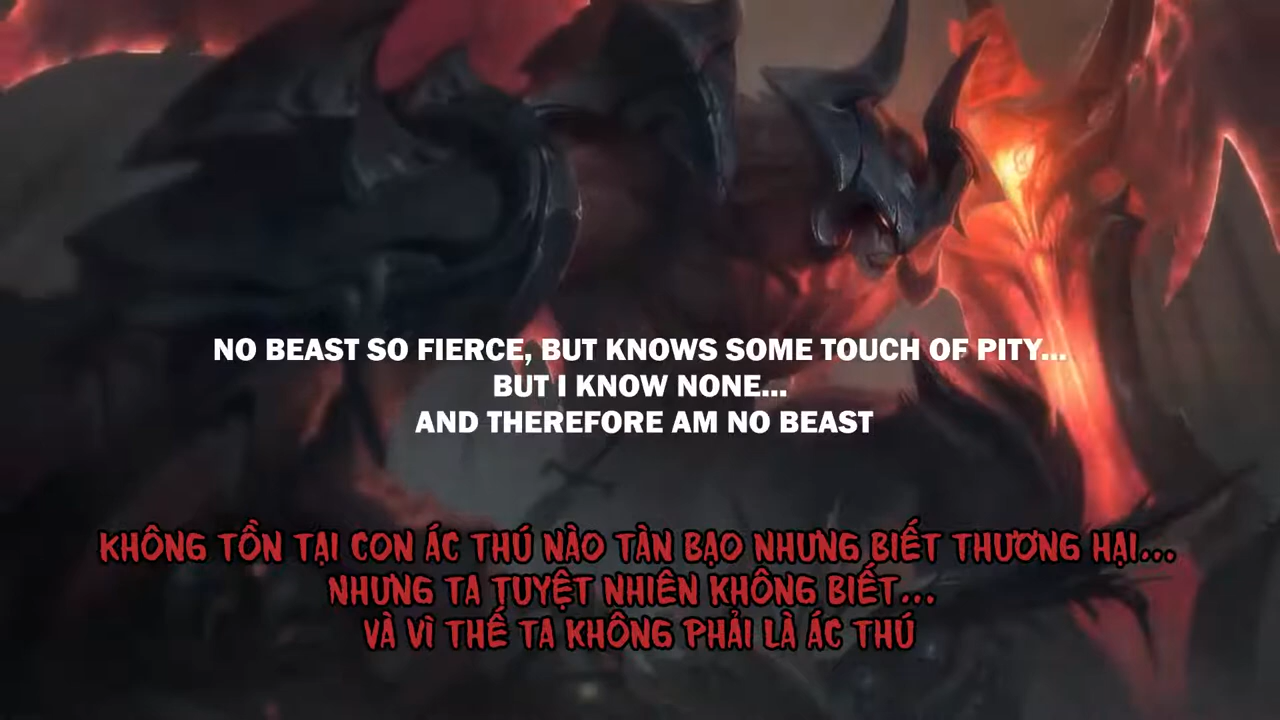 NO BEAST SO FIERCE, BUT KNOWS SOME TOUCH OF PITY...
BUT I KNOW NONE...
AND THEREFORE AM NO BEAST
KHÔNG TỒN TẠI CON ÁC THÚ NÀO TÀN BẠO NHƯNG BIẾT THƯƠNG HẠI...
NHƯNG TA TUYỆT NHIÊN KHÔNG BIẾT...
VÀ VÌ THẾ TA KHÔNG PHẢI LÀ ÁC THÚ